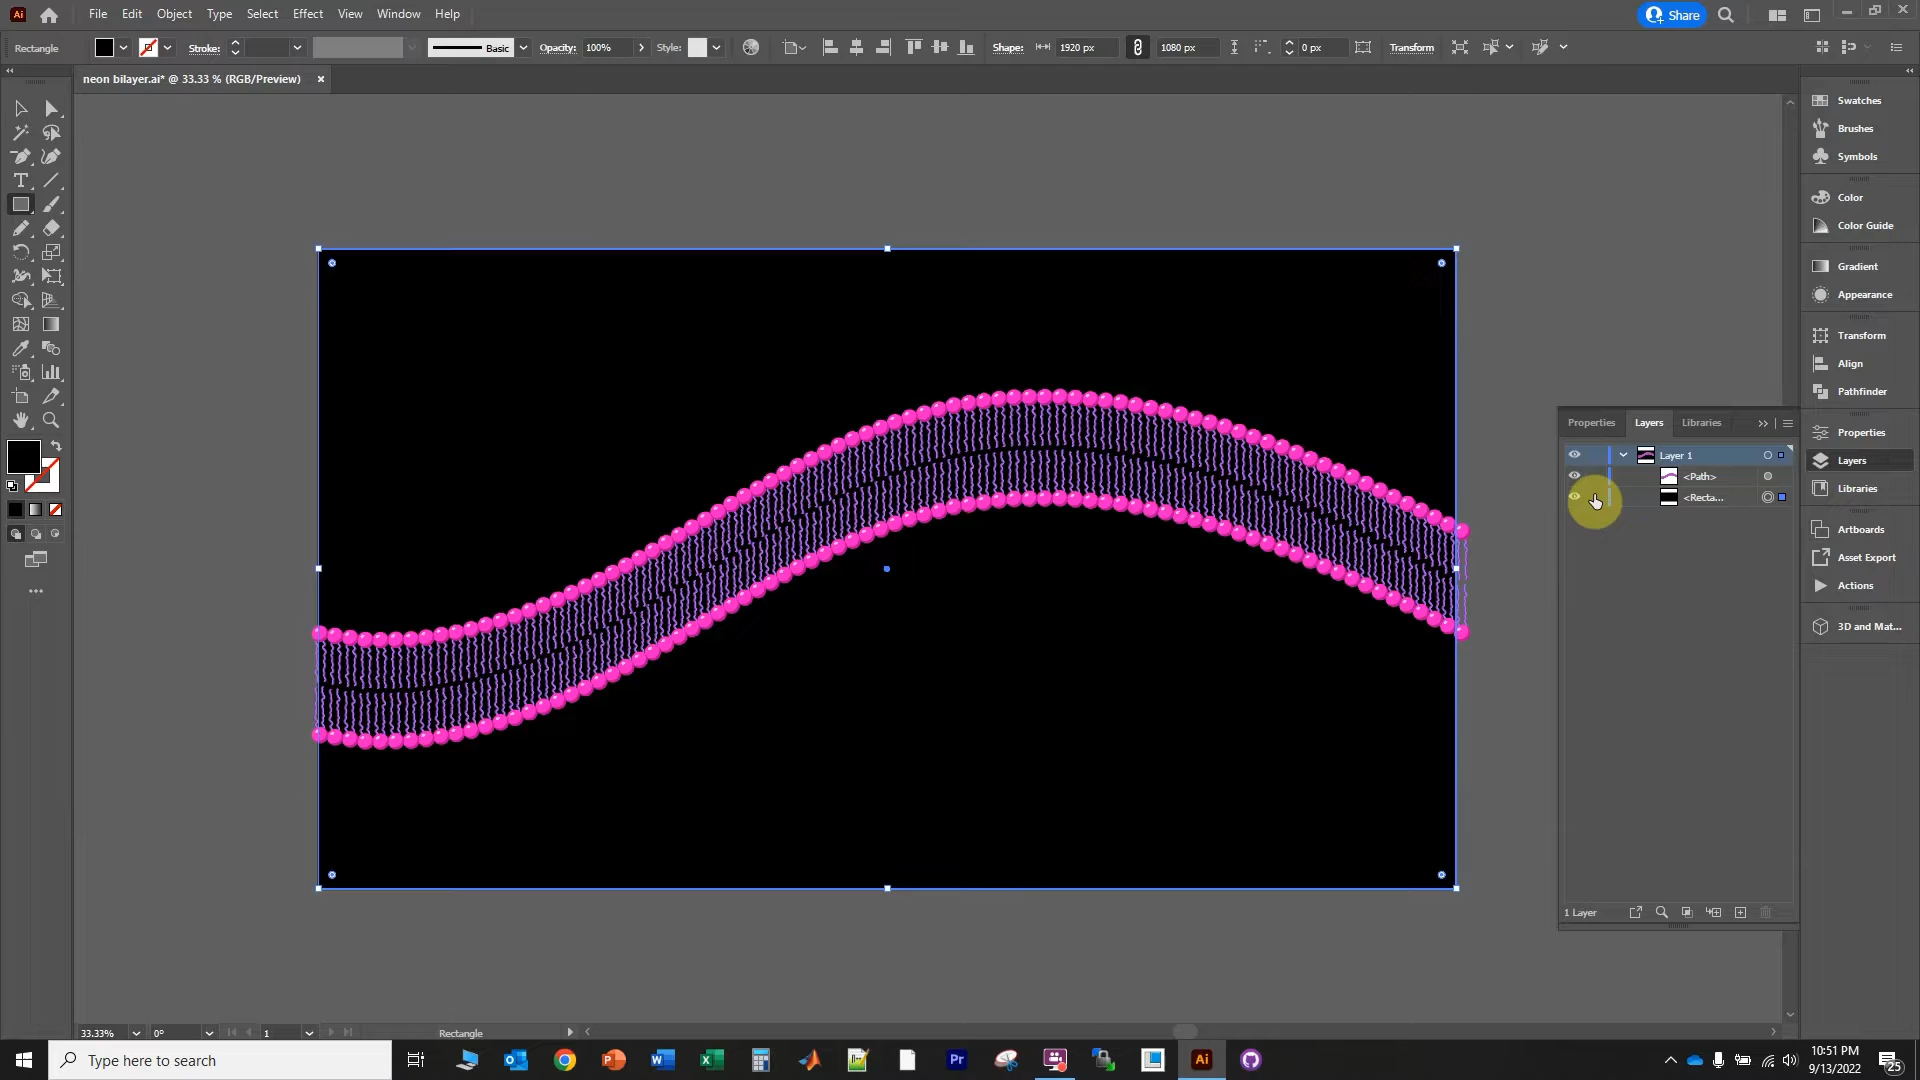 Ai File Edit Object Type Select Effect View Window Help Share
Rectangle Stroke: Basic Opacity: 100% Style: Shape: 1920 px 1080 px 0 px Transform
neon bilayer.ai* @ 33.33 % (RGB/Preview) ×
Swatches
Brushes
Symbols
Color
Color Guide
Gradient
Appearance
Transform
Align
Pathfinder
Properties
Layers
Libraries
Artboards
Asset Export
Actions
3D and Mat...
Properties Layers Libraries
Layer 1
<Path>
<Recta...
1 Layer
33.33% 0° 1 Rectangle
Type here to search
Pr
Ai
10:51 PM
9/13/2022
25